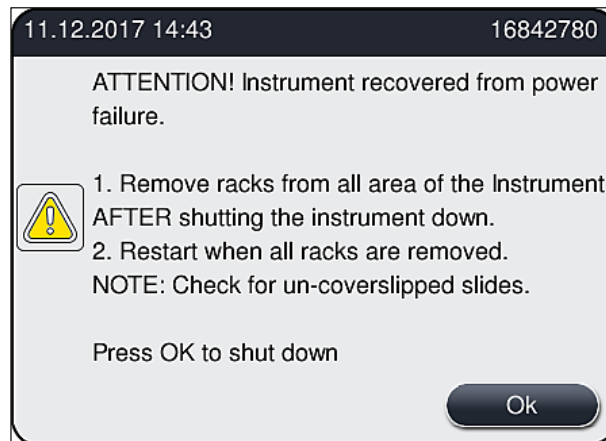 11.12.2017 14:43 16842780
ATTENTION! Instrument recovered from power
failure.
1. Remove racks from all area of the Instrument
AFTER shutting the instrument down.
2. Restart when all racks are removed.
NOTE: Check for un-coverslipped slides.
Press OK to shut down
Ok